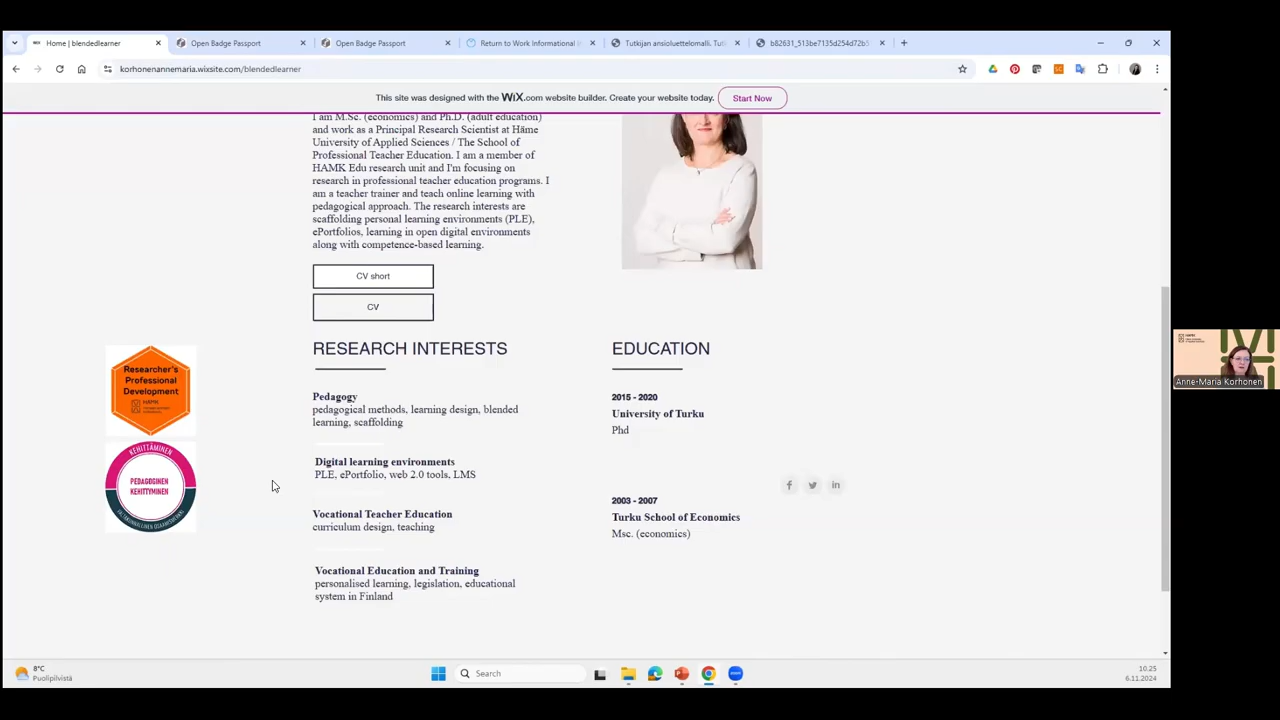 Home | blendedlearner
Open Badge Passport
Open Badge Passport
Return to Work Informational I
Tutkijan ansioluettelomalli. Tutk
b82631_513be7135d254d72b5
korhonenannemaria.wixsite.com/blendedlearner
This site was designed with the WiX.com website builder. Create your website today.
Start Now
I am M.Sc. (economics) and Ph.D. (adult education)
and work as a Principal Research Scientist at Häme
University of Applied Sciences / The School of
Professional Teacher Education. I am a member of
HAMK Edu research unit and I'm focusing on
research in professional teacher education programs. I
am a teacher trainer and teach online learning with
pedagogical approach. The research interests are
scaffolding personal learning environments (PLE),
ePortfolios, learning in open digital environments
along with competence-based learning.
CV short
CV
Researcher's
Professional
Development
HAMK
KEHITTÄMINEN
PEDAGOGINEN
KEHITTYMINEN
RESEARCH INTERESTS
Pedagogy
pedagogical methods, learning design, blended
learning, scaffolding
Digital learning environments
PLE, ePortfolio, web 2.0 tools, LMS
Vocational Teacher Education
curriculum design, teaching
Vocational Education and Training
personalised learning, legislation, educational
system in Finland
EDUCATION
2015 - 2020
University of Turku
Phd
2003 - 2007
Turku School of Economics
Msc. (economics)
HAMK
Anne-Maria Korhonen
8°C
Puolipilvistä
Search
zoom
10.25
6.11.2024